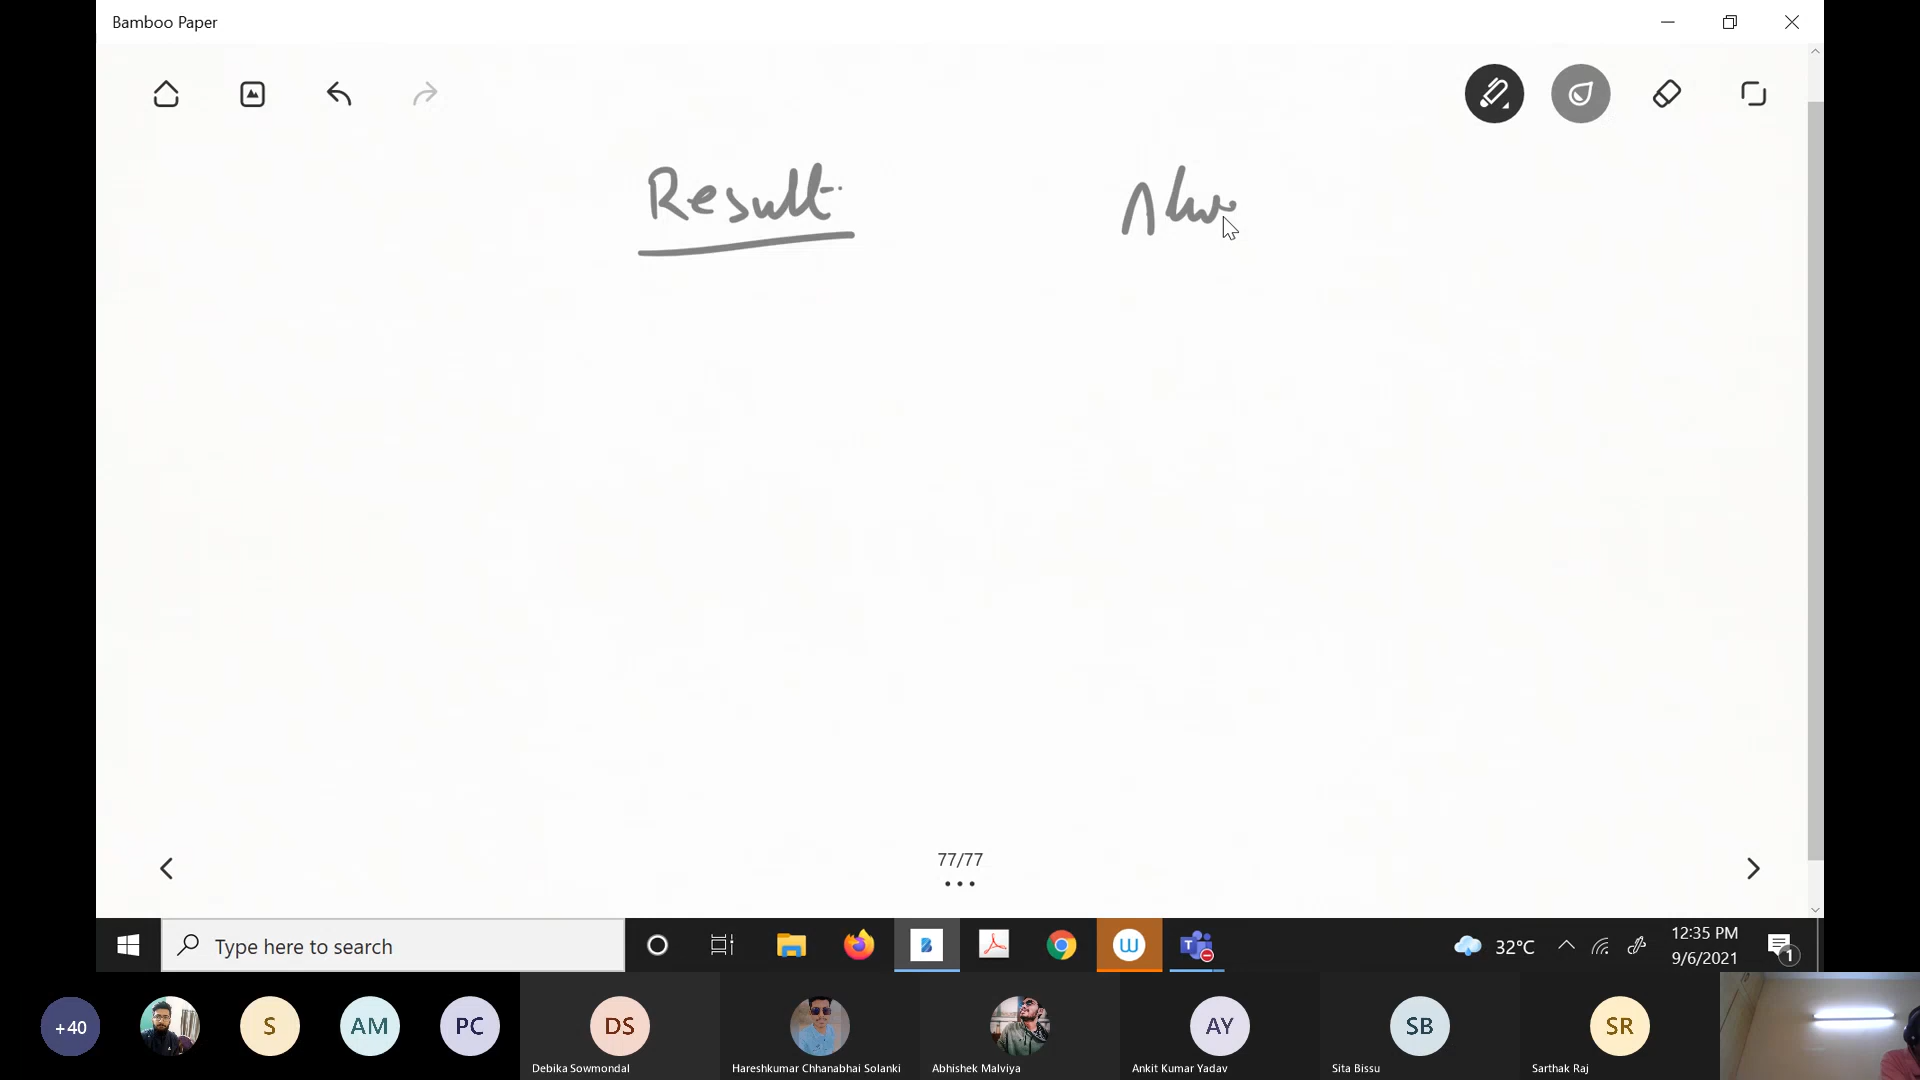 Bamboo Paper
Result
77/77
Type here to search
32°C
12:35 PM
9/6/2021
1
+40
S
AM
PC
DS
AY
SB
SR
Debika Sowmondal
Hareshkumar Chhanabhai Solanki
Abhishek Malviya
Ankit Kumar Yadav
Sita Bissu
Sarthak Raj